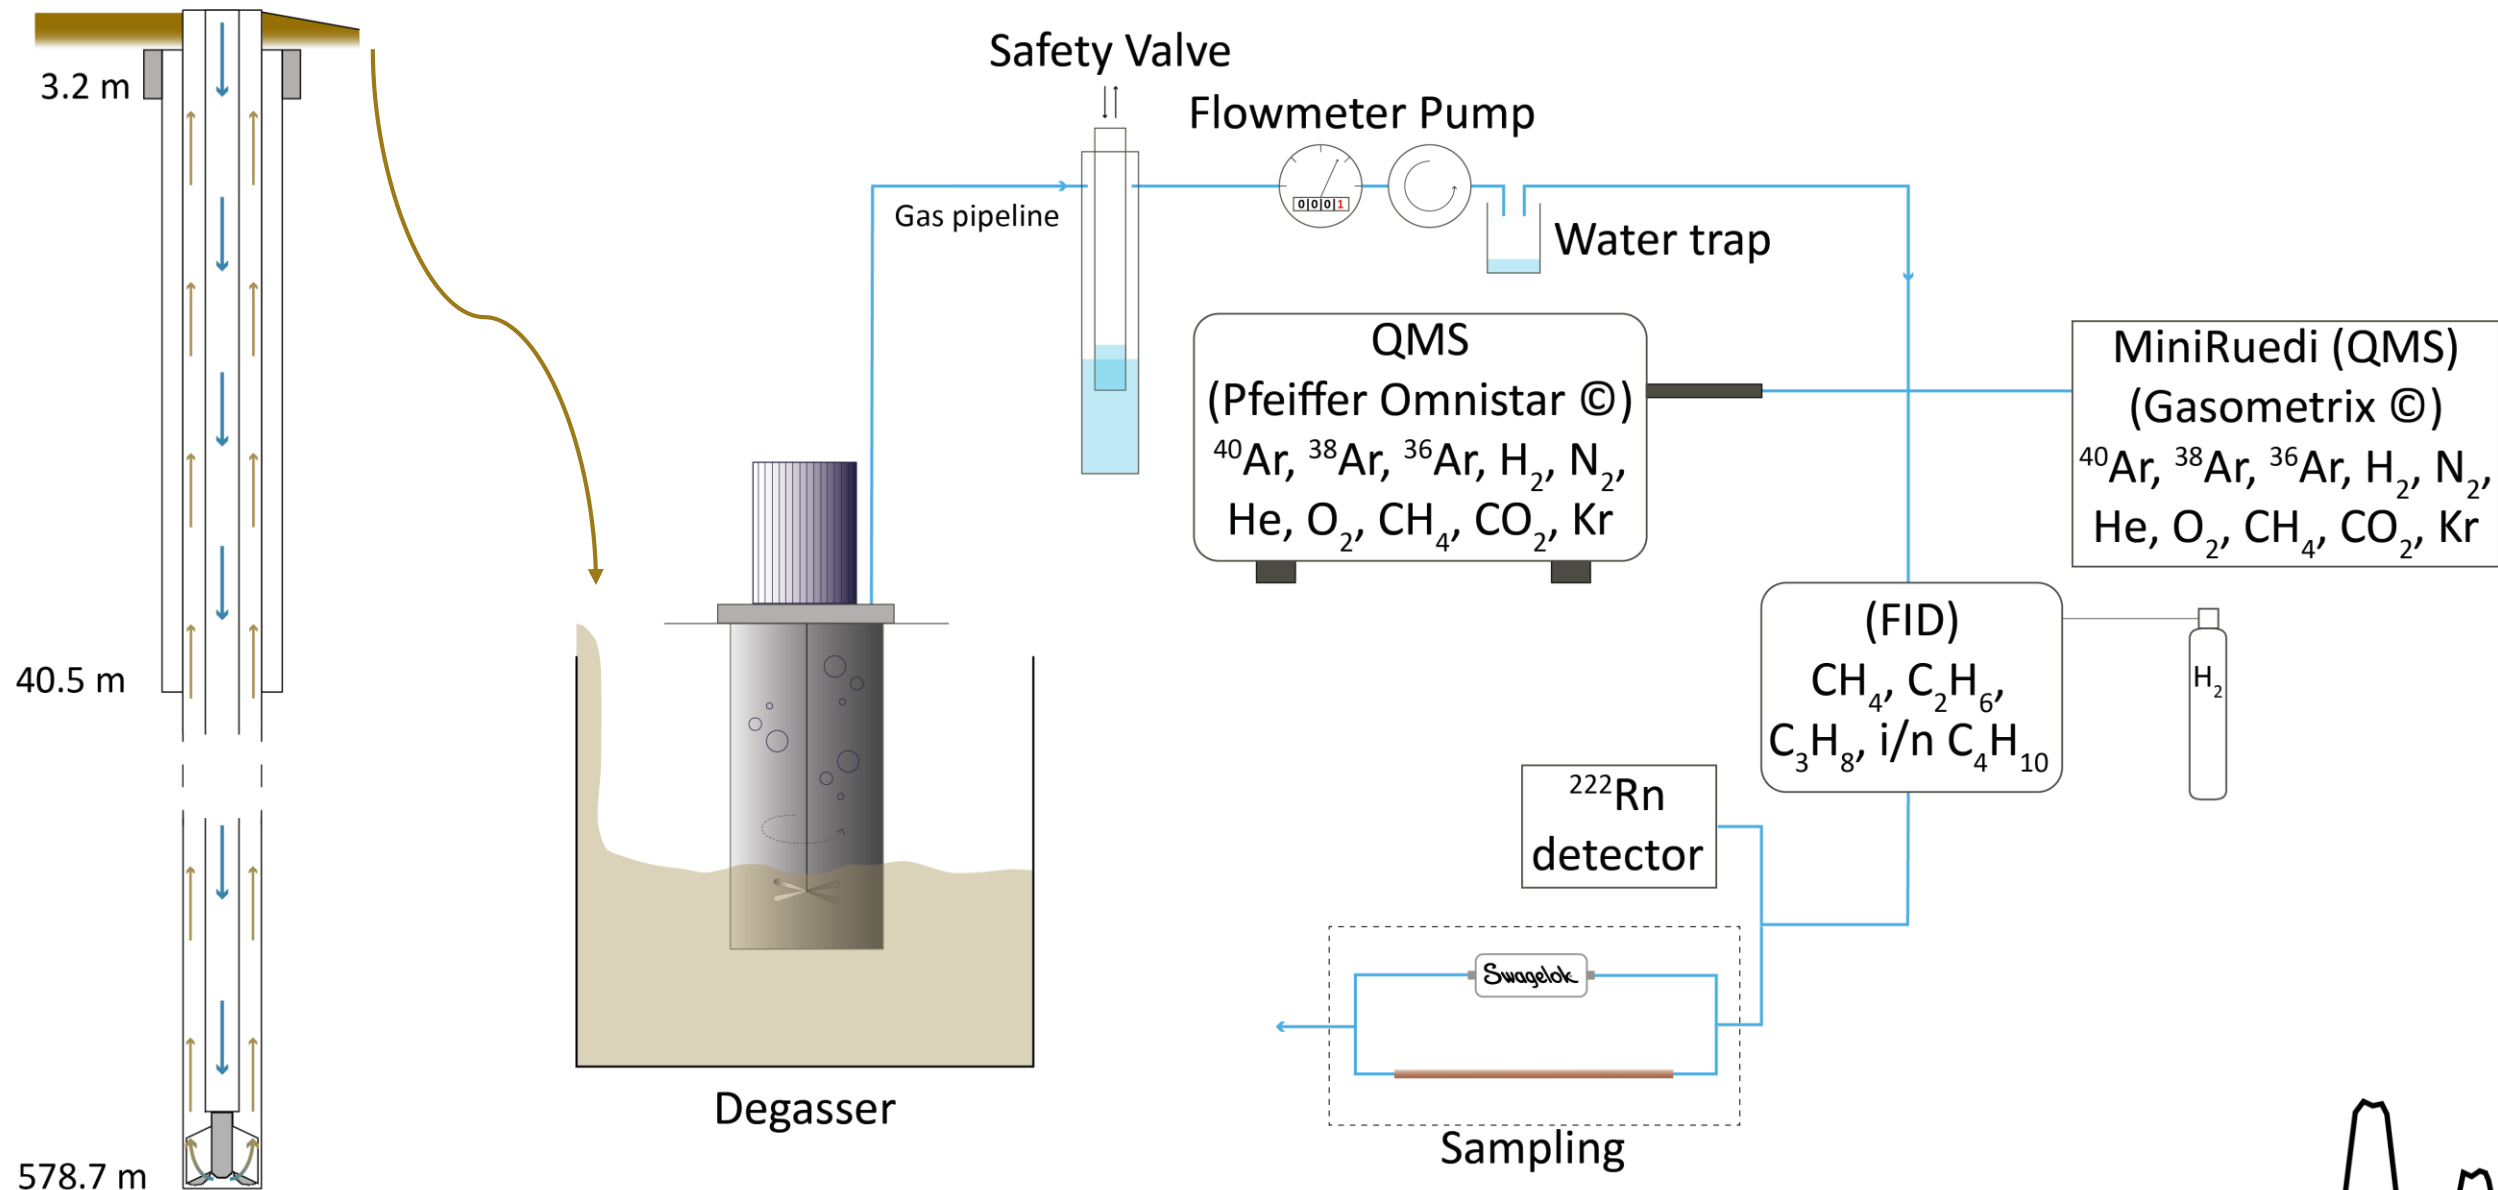 3.2 m
40.5 m
578.7 m
Safety Valve
Flowmeter Pump
0|0|0|1
Gas pipeline
Water trap
QMS
(Pfeiffer Omnistar ©)
⁴⁰Ar, ³⁸Ar, ³⁶Ar, H₂, N₂,
He, O₂, CH₄, CO₂, Kr
MiniRuedi (QMS)
(Gasometrix ©)
⁴⁰Ar, ³⁸Ar, ³⁶Ar, H₂, N₂,
He, O₂, CH₄, CO₂, Kr
(FID)
CH₄, C₂H₆,
C₃H₈, i/n C₄H₁₀
H₂
²²²Rn
detector
Swagelok
Sampling
Degasser